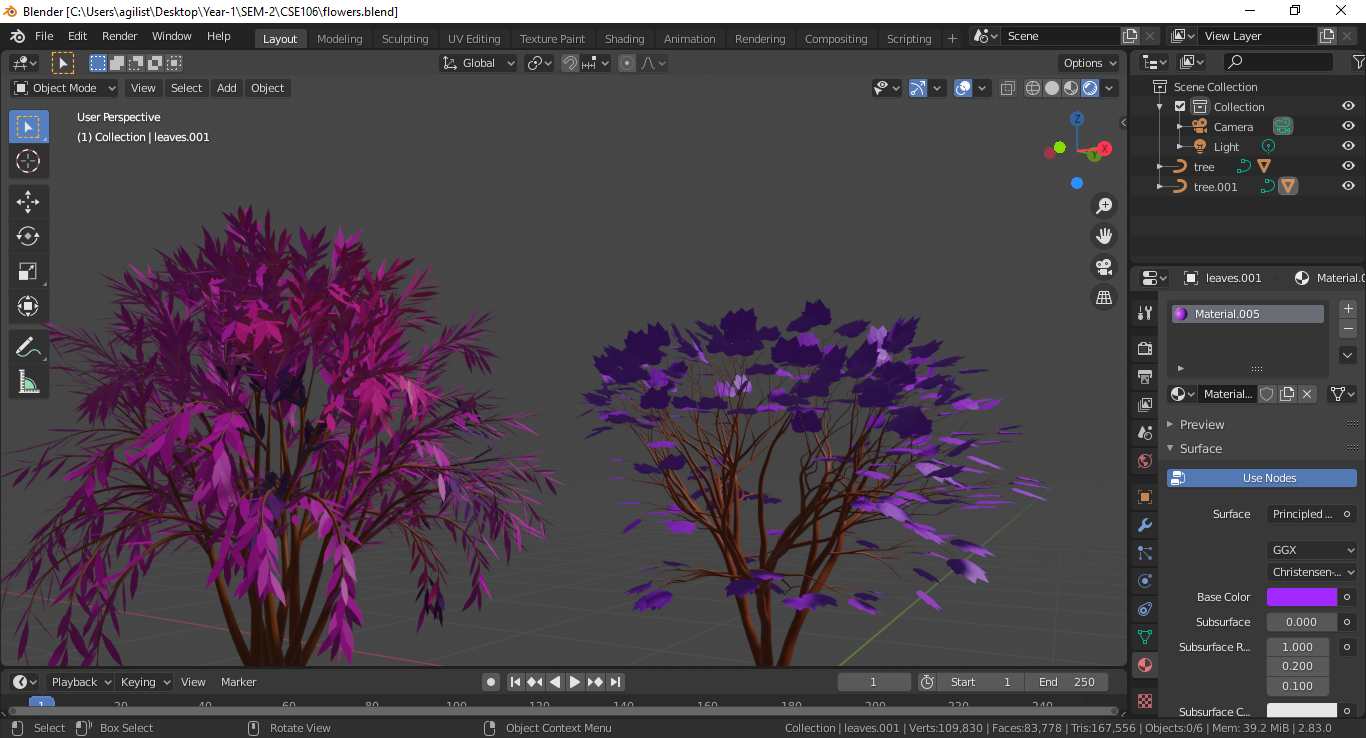 Blender [C:\Users\agilist\Desktop\Year-1\SEM-2\CSE106\flowers.blend]
File Edit Render Window Help Layout Modeling Sculpting UV Editing Texture Paint Shading Animation Rendering Compositing Scripting + Scene View Layer
Global Options
Object Mode View Select Add Object
User Perspective
(1) Collection | leaves.001
Z
X
Y
Scene Collection
Collection
Camera
Light
tree
tree.001
leaves.001 Material.0
Material.005
Material...
Preview
Surface
Use Nodes
Surface Principled ...
GGX
Christensen-...
Base Color
Subsurface 0.000
Subsurface R... 1.000
0.200
0.100
Subsurface C...
Playback Keying View Marker 1 Start 1 End 250
1 20 40 60 80 100 120 140 160 180 200 220 240
Select Box Select Rotate View Object Context Menu Collection | leaves.001 | Verts:109,830 | Faces:83,778 | Tris:167,556 | Objects:0/6 | Mem: 39.2 MiB | 2.83.0